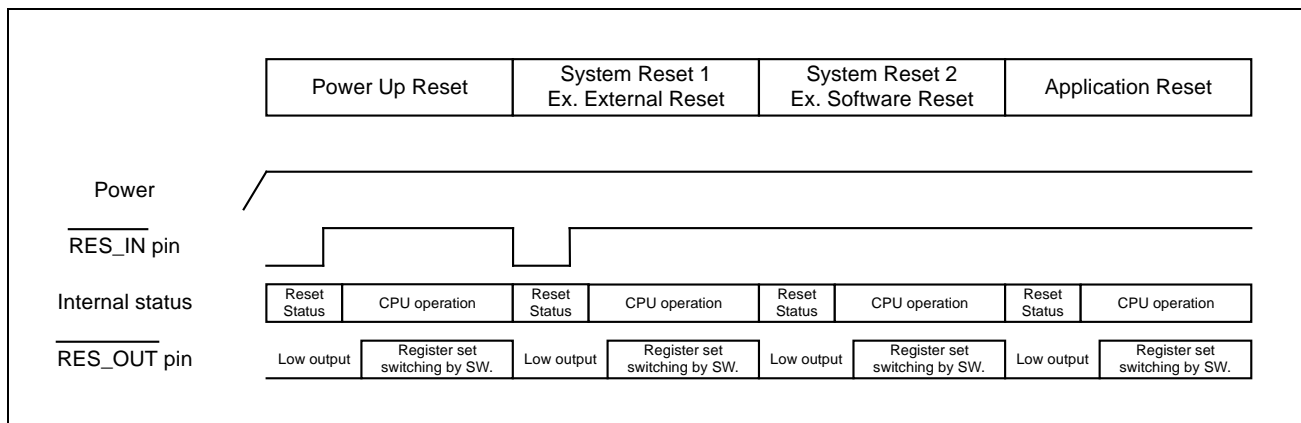 Power Up Reset
System Reset 1
Ex. External Reset
System Reset 2
Ex. Software Reset
Application Reset
Power
RES_IN pin
Internal status
Reset
Status
CPU operation
Reset
Status
CPU operation
Reset
Status
CPU operation
Reset
Status
CPU operation
RES_OUT pin
Low output
Register set
switching by SW.
Low output
Register set
switching by SW.
Low output
Register set
switching by SW.
Low output
Register set
switching by SW.